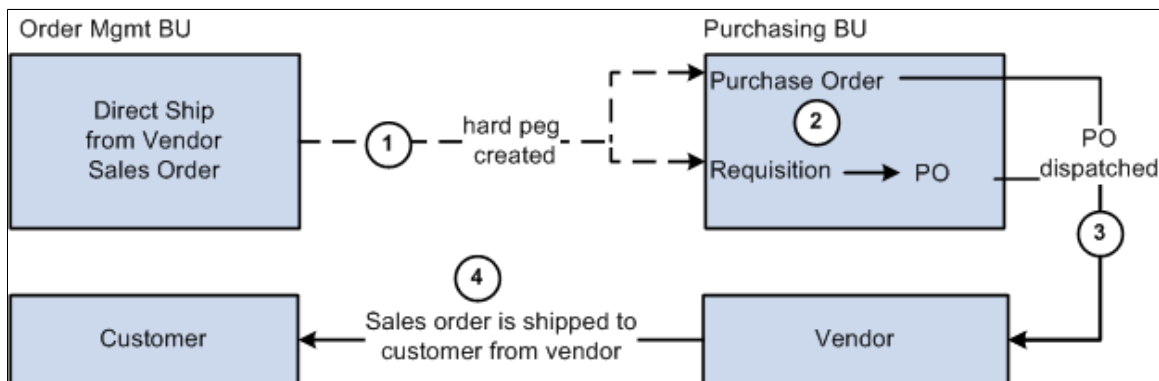 Order Mgmt BU
Purchasing BU
Direct Ship
from Vendor
Sales Order
1
hard peg
created
Purchase Order
2
Requisition
PO
PO
dispatched
3
4
Customer
Sales order is shipped to
customer from vendor
Vendor